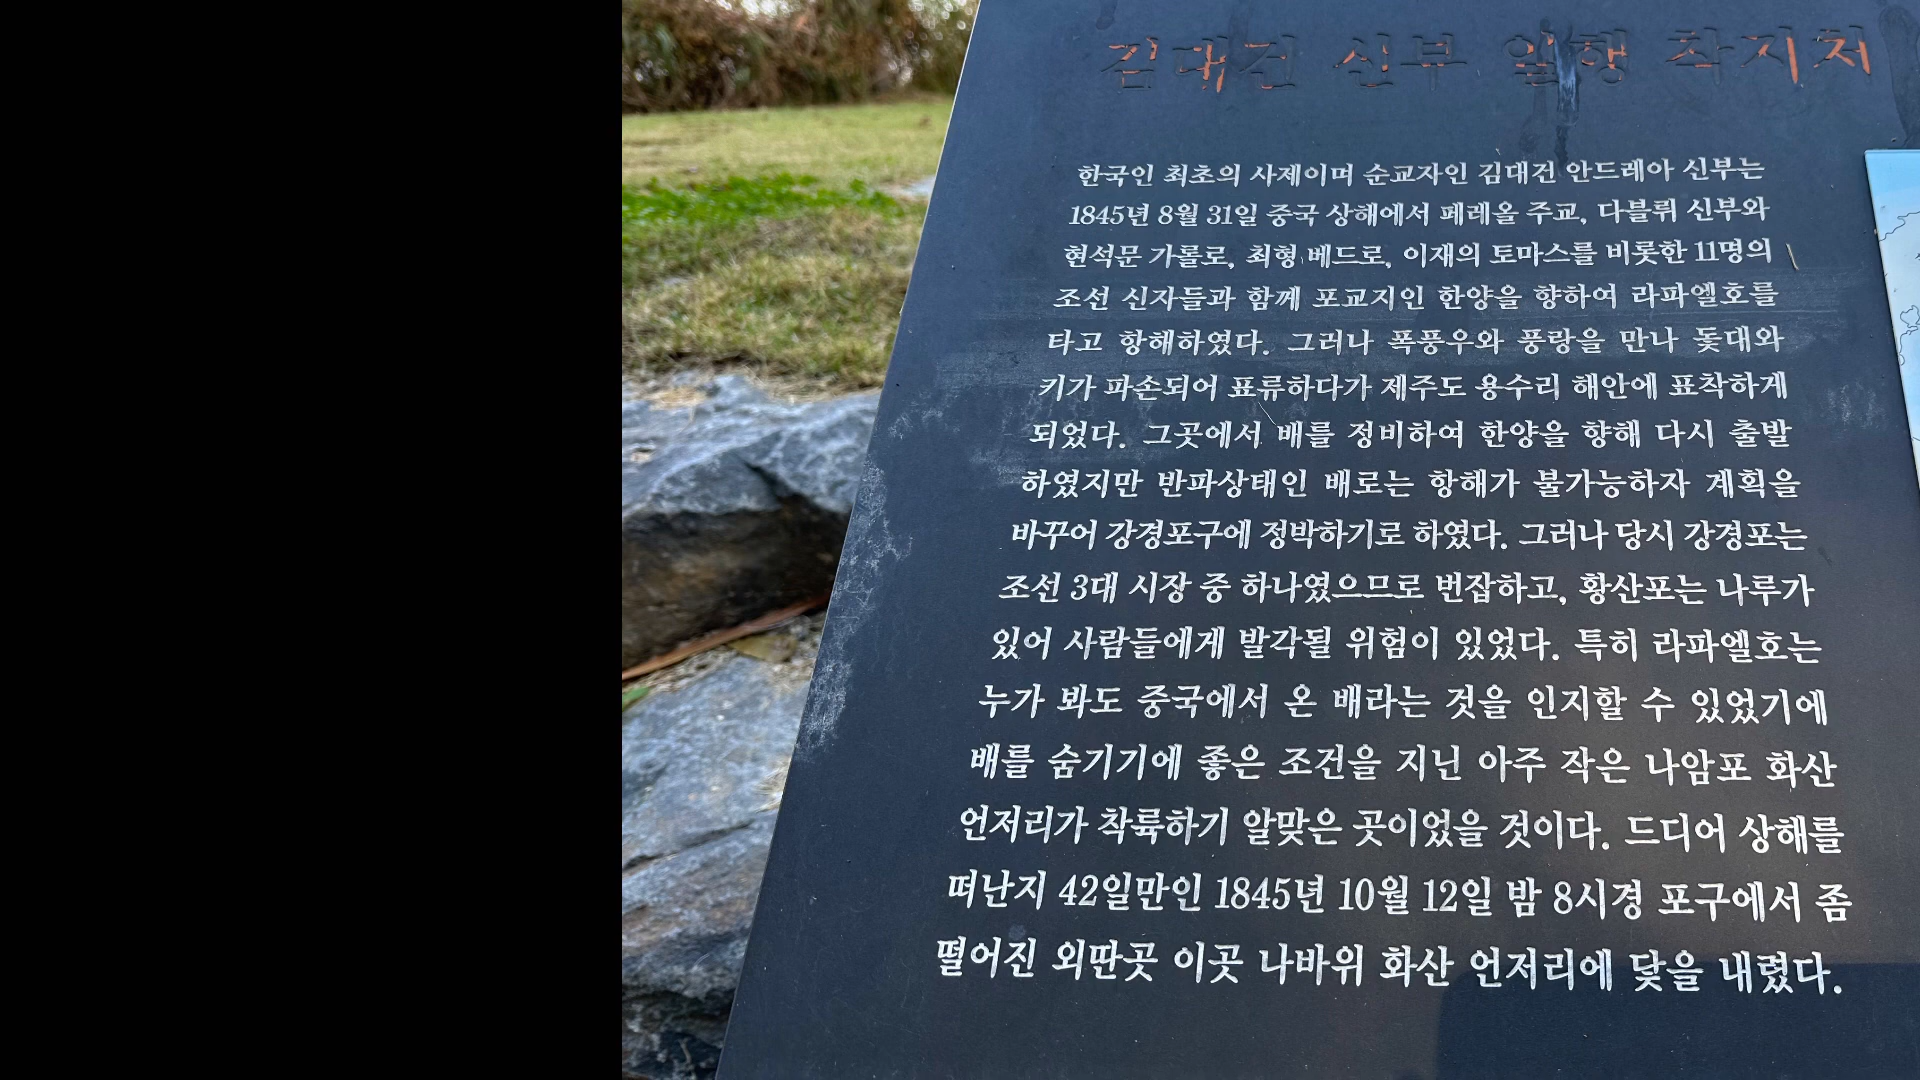 김대건 신부 일행 착지처
한국인 최초의 사제이며 순교자인 김대건 안드레아 신부는
1845년 8월 31일 중국 상해에서 페레올 주교, 다블뤼 신부와
현석문 가롤로, 최형 베드로, 이재의 토마스를 비롯한 11명의
조선 신자들과 함께 포교지인 한양을 향하여 라파엘호를
타고 항해하였다. 그러나 폭풍우와 풍랑을 만나 돛대와
키가 파손되어 표류하다가 제주도 용수리 해안에 표착하게
되었다. 그곳에서 배를 정비하여 한양을 향해 다시 출발
하였지만 반파상태인 배로는 항해가 불가능하자 계획을
바꾸어 강경포구에 정박하기로 하였다. 그러나 당시 강경포는
조선 3대 시장 중 하나였으므로 번잡하고, 황산포는 나루가
있어 사람들에게 발각될 위험이 있었다. 특히 라파엘호는
누가 봐도 중국에서 온 배라는 것을 인지할 수 있었기에
배를 숨기기에 좋은 조건을 지닌 아주 작은 나암포 화산
언저리가 착륙하기 알맞은 곳이었을 것이다. 드디어 상해를
떠난지 42일만인 1845년 10월 12일 밤 8시경 포구에서 좀
떨어진 외딴곳 이곳 나바위 화산 언저리에 닻을 내렸다.